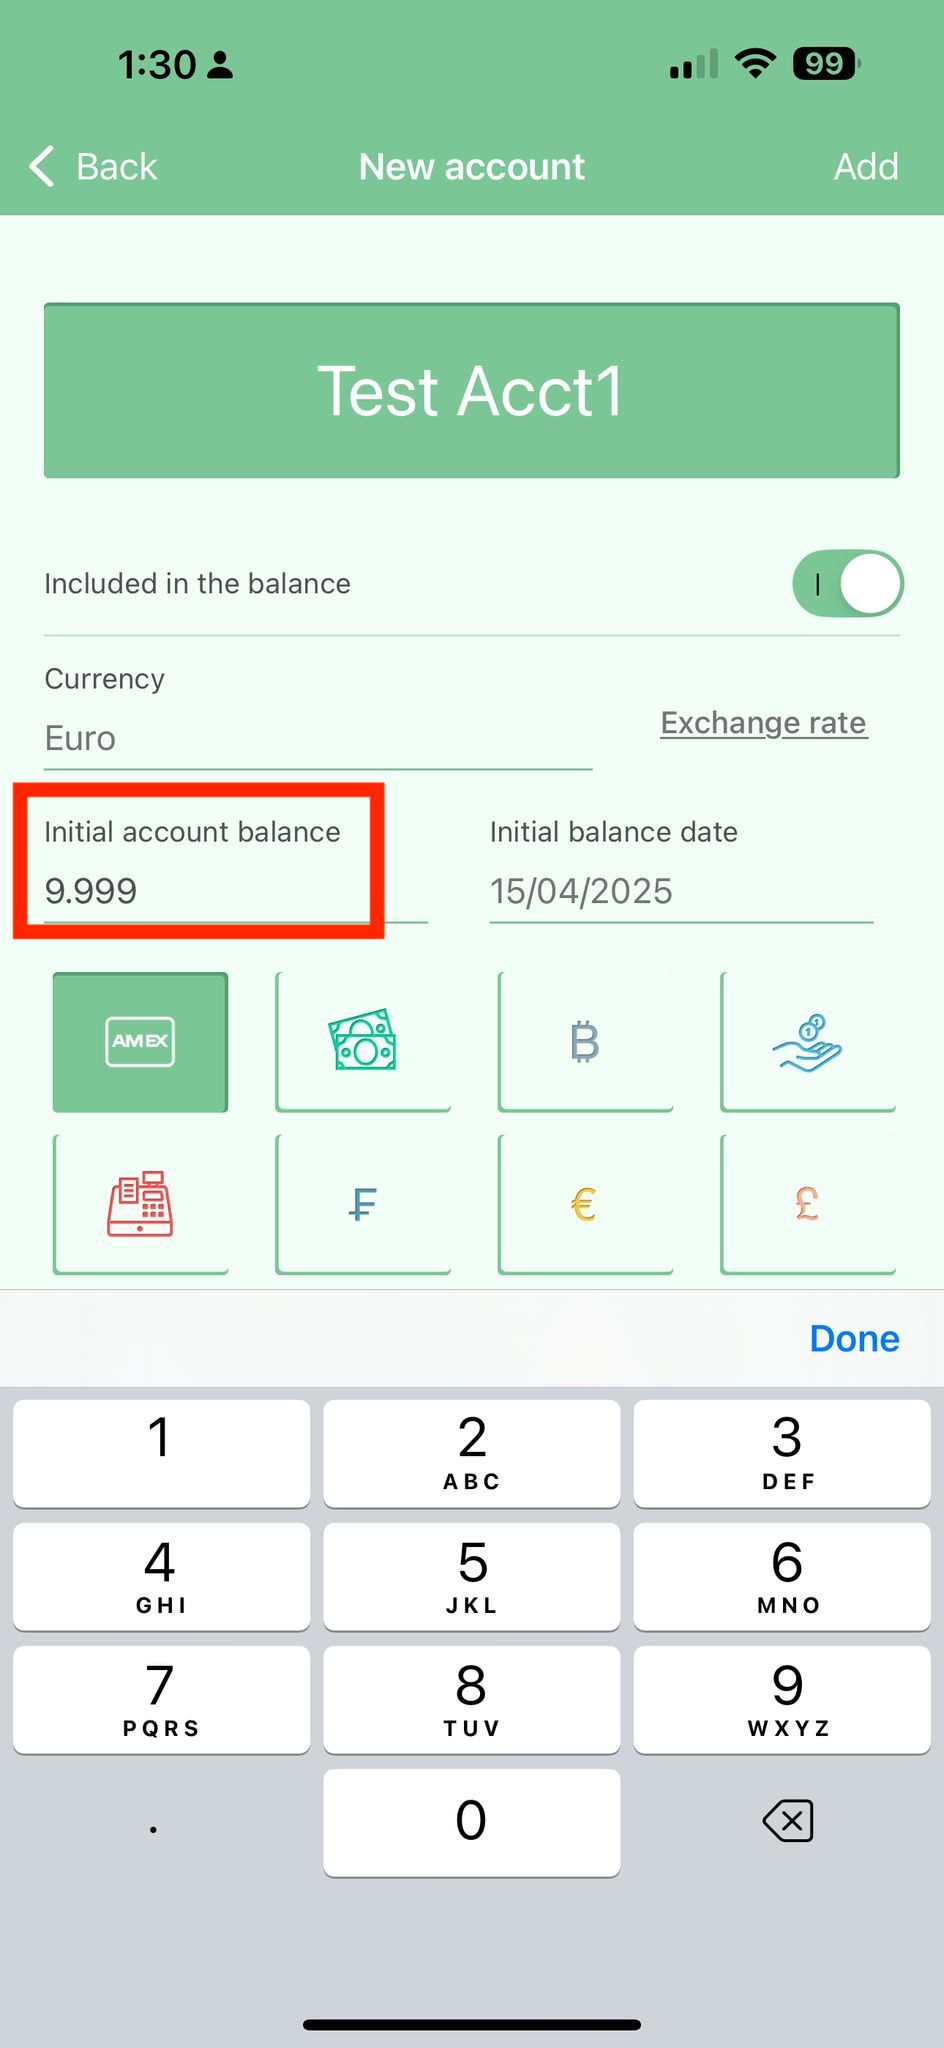 1:30
99
Back
New account
Add
Test Acct1
Included in the balance
Currency
Euro
Exchange rate
Initial account balance
Initial balance date
9.999
15/04/2025
AMEX
₿
1 1
₣
€
£
Done
1
2
ABC
3
DEF
4
GHI
5
JKL
6
MNO
7
PQRS
8
TUV
9
WXYZ
.
0